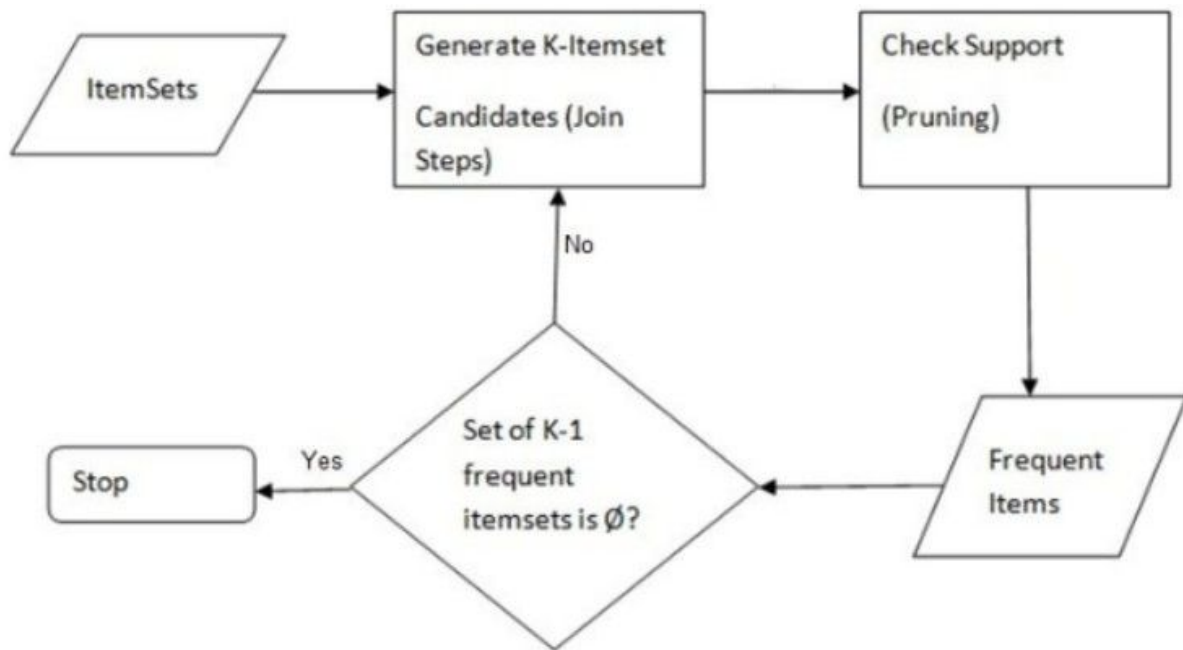 ItemSets
Generate K-Itemset
Candidates (Join
Steps)
Check Support
(Pruning)
No
Set of K-1
frequent
itemsets is Ø?
Yes
Stop
Frequent
Items